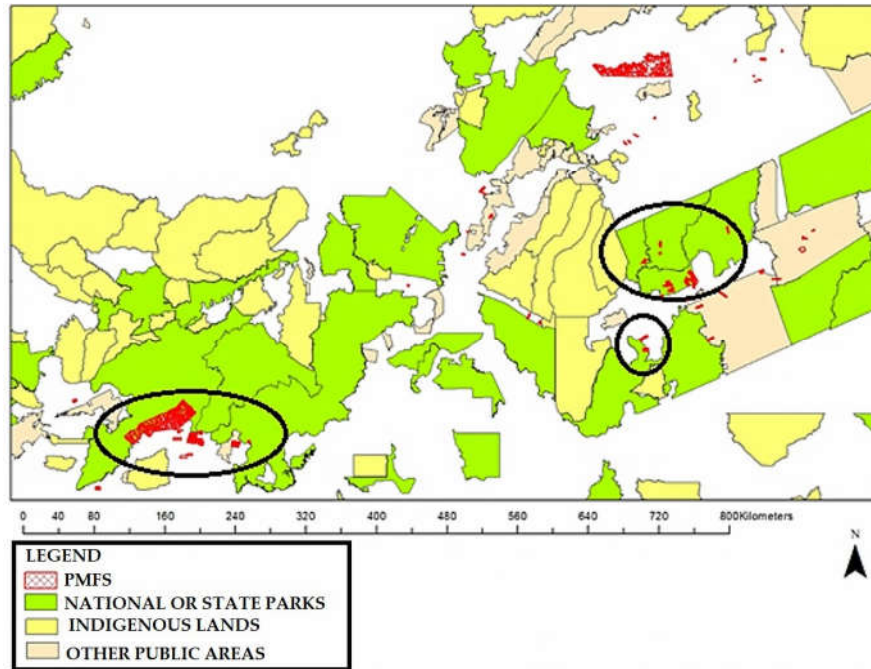 0 40 80 160 240 320 400 480 560 640 720 800Kilometers
N
LEGEND
PMFS
NATIONAL OR STATE PARKS
INDIGENOUS LANDS
OTHER PUBLIC AREAS